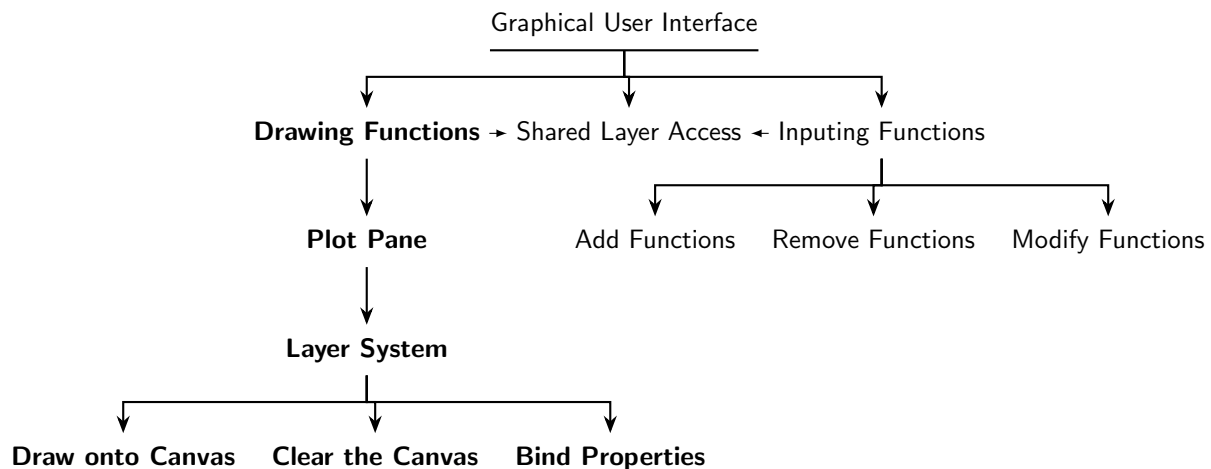 Graphical User Interface
Drawing Functions Shared Layer Access Inputing Functions
Plot Pane Add Functions Remove Functions Modify Functions
Layer System
Draw onto Canvas Clear the Canvas Bind Properties